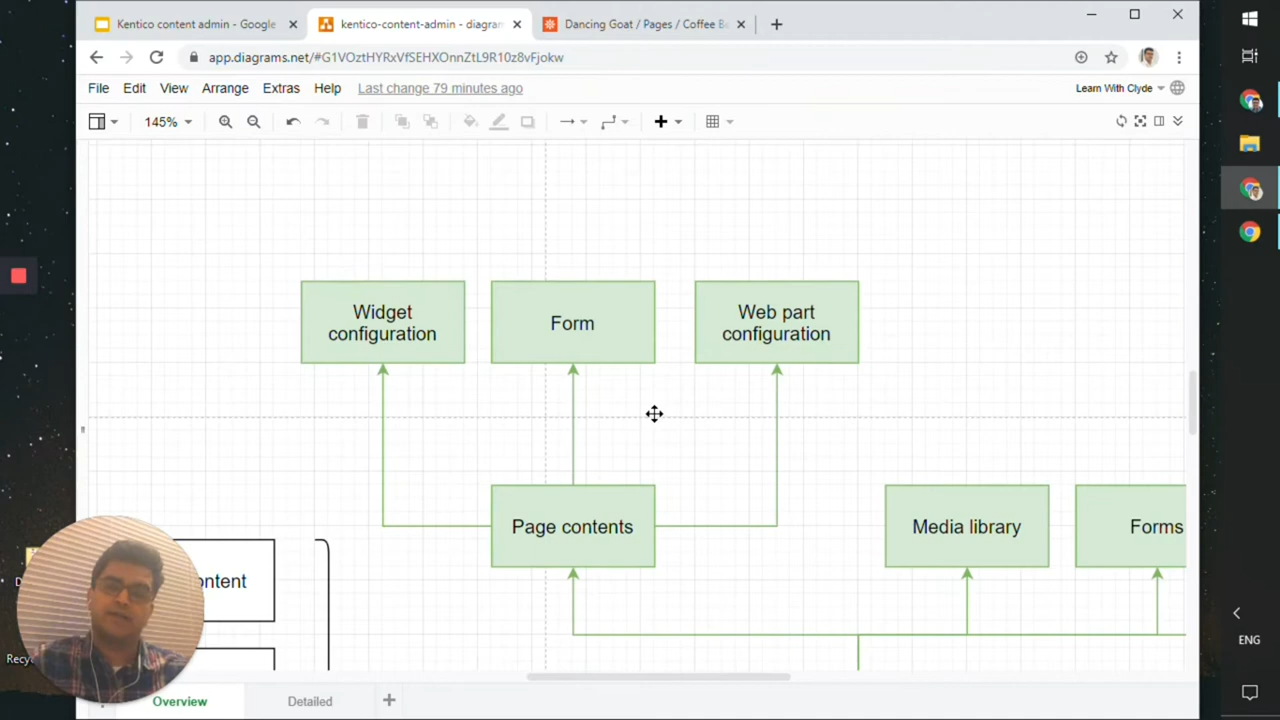 Kentico content admin - Google
kentico-content-admin - diagram
Dancing Goat / Pages / Coffee B
app.diagrams.net/#G1VOztHYRxVfSEHXOnnZtL9R10z8vFjokw
File Edit View Arrange Extras Help Last change 79 minutes ago
Learn With Clyde
145%
Widget
configuration
Form
Web part
configuration
Page contents
Media library
Forms
ontent
Recy
ENG
Overview
Detailed